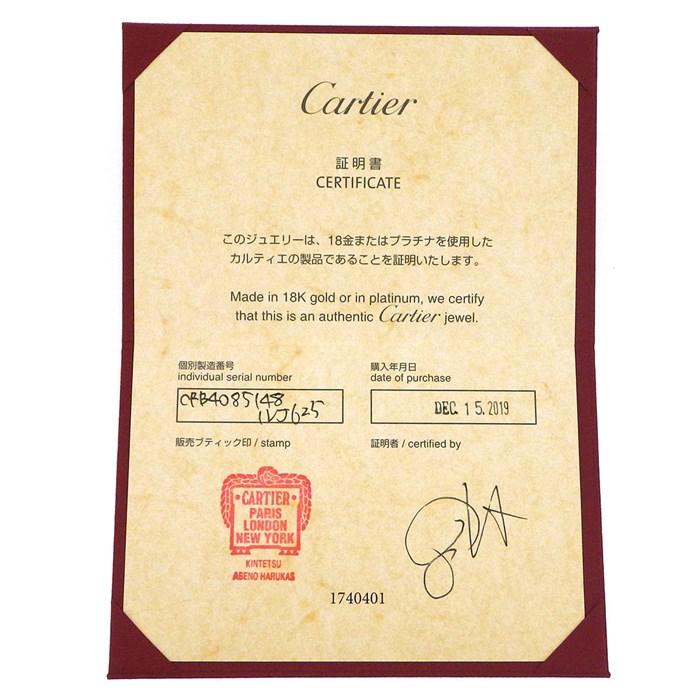 Cartier
証明書
CERTIFICATE
このジュエリーは、18金またはプラチナを使用した
カルティエの製品であることを証明いたします。
Made in 18K gold or in platinum, we certify
that this is an authentic Cartier jewel.
個別製造番号
individual serial number
CRB4085148
IVJ625
購入年月日
date of purchase
DEC. 15.2019
販売ブティック印 / stamp
証明者 / certified by
CARTIER
PARIS
LONDON
NEW YORK
KINTETSU
ABENO HARUKAS
1740401